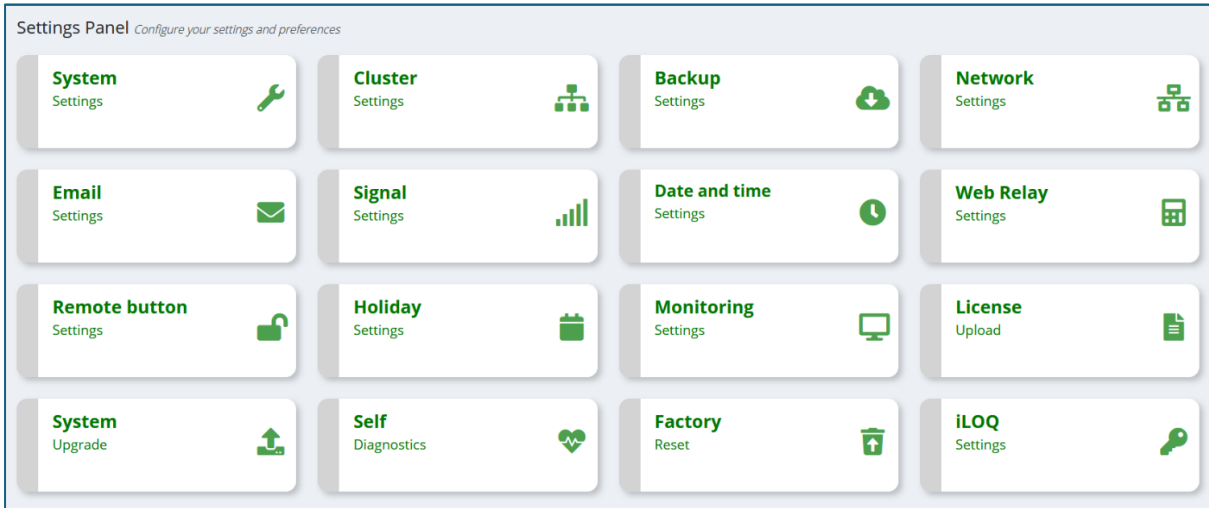 Settings Panel Configure your settings and preferences
System
Settings
Cluster
Settings
Backup
Settings
Network
Settings
Email
Settings
Signal
Settings
Date and time
Settings
Web Relay
Settings
Remote button
Settings
Holiday
Settings
Monitoring
Settings
License
Upload
System
Upgrade
Self
Diagnostics
Factory
Reset
iLOQ
Settings